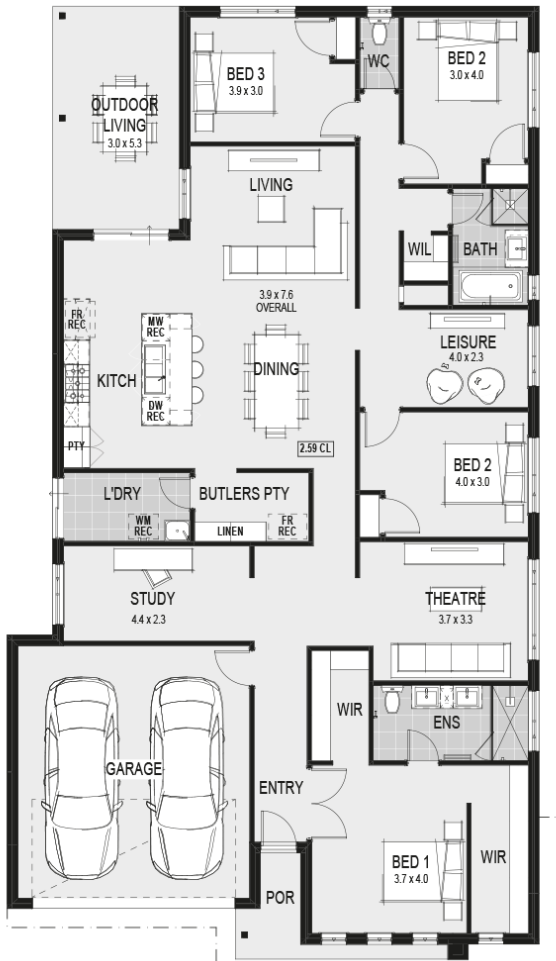 BED 3
3.9 x 3.0
WC
BED 2
3.0 x 4.0
OUTDOOR
LIVING
3.0 x 5.3
LIVING
WIL
BATH
3.9 x 7.6
OVERALL
FR
REC
MW
REC
KITCH
DW
REC
DINING
LEISURE
4.0 x 2.3
PTY
2.59 CL
BED 2
4.0 x 3.0
L'DRY
BUTLERS PTY
WM
REC
LINEN
FR
REC
STUDY
4.4 x 2.3
THEATRE
3.7 x 3.3
WIR
ENS
GARAGE
ENTRY
BED 1
3.7 x 4.0
WIR
POR